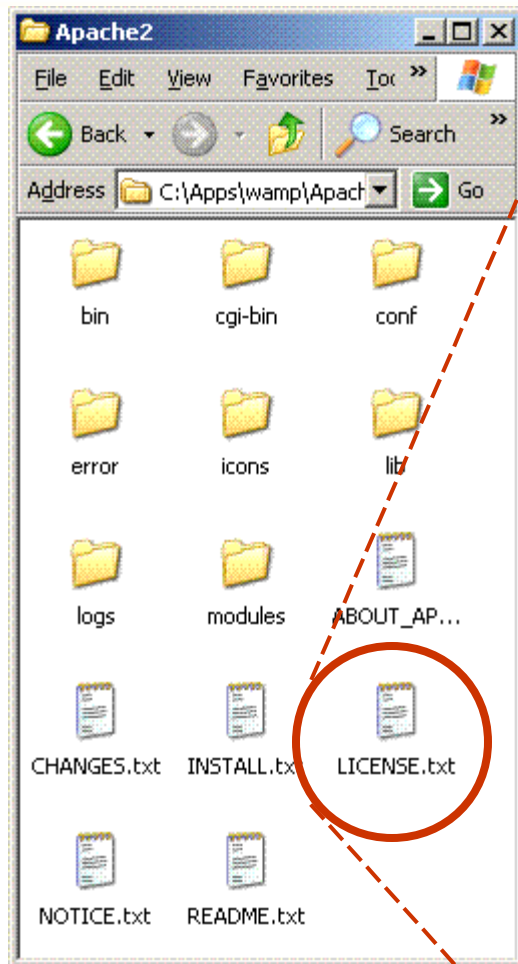 Apache2
File Edit View Favorites Toc »
Back Search »
Address C:\Apps\wamp\Apach Go
bin cgi-bin conf
error icons lib
logs modules ABOUT_AP...
CHANGES.txt INSTALL.txt LICENSE.txt
NOTICE.txt README.txt